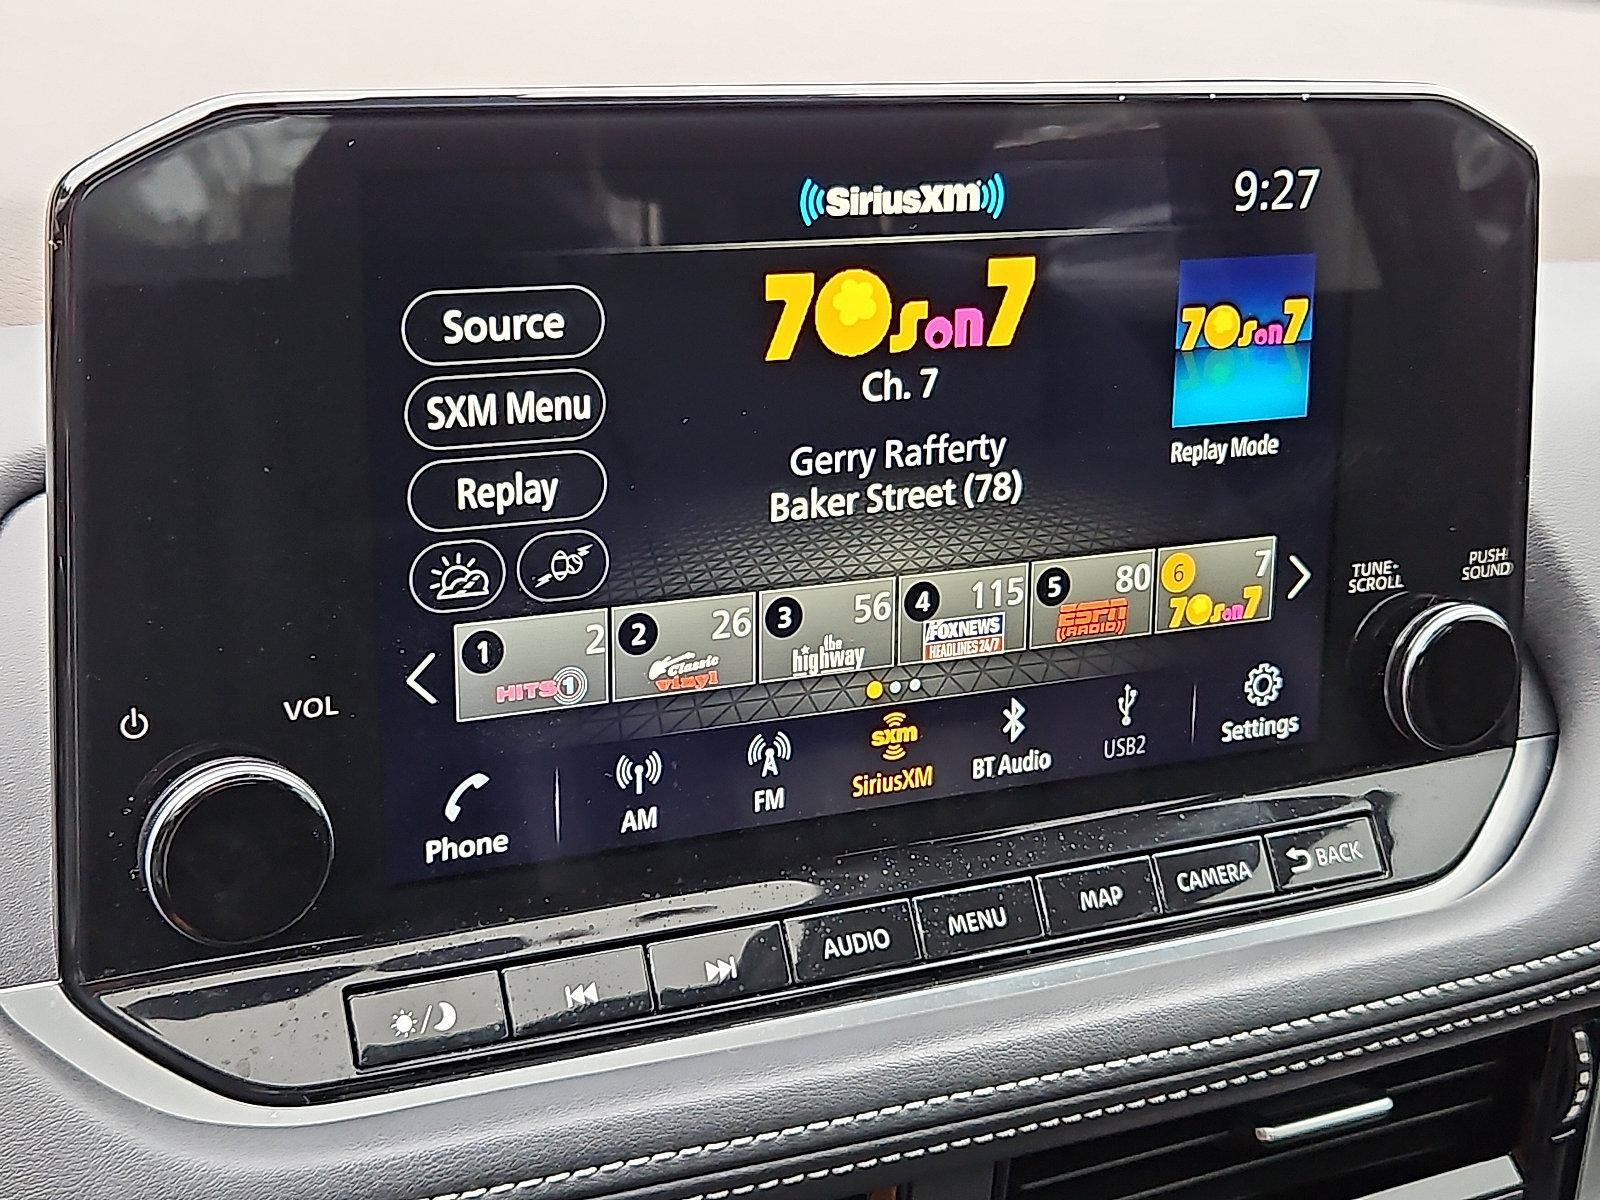 SiriusXM
9:27
70s on 7
Ch. 7
Gerry Rafferty
Baker Street (78)
Source
SXM Menu
Replay
70s on 7
Replay Mode
1 2 HITS 1
2 26 Classic vinyl
3 56 the highway
4 115 FOX NEWS HEADLINES 24/7
5 80 ESPN ((RADIO))
6 7 70s on 7
TUNE-
SCROLL
PUSH
SOUND
VOL
Phone
AM
FM
sxm
SiriusXM
BT Audio
USB2
Settings
AUDIO
MENU
MAP
CAMERA
BACK